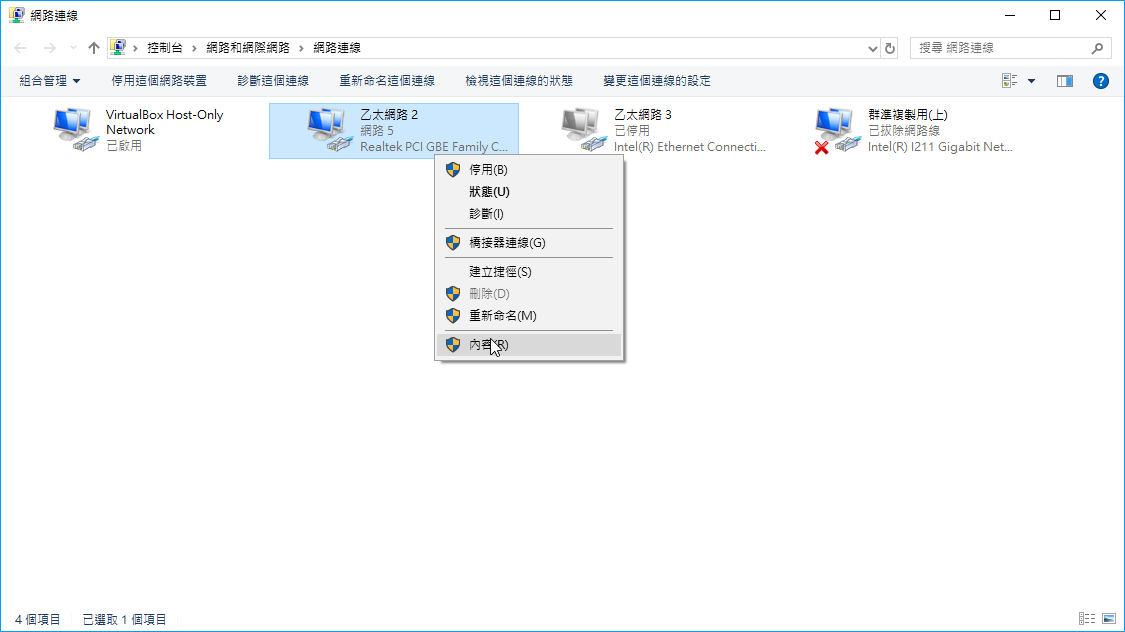 網路連線
控制台 › 網路和網際網路 › 網路連線
搜尋 網路連線
組合管理 停用這個網路裝置 診斷這個連線 重新命名這個連線 檢視這個連線的狀態 變更這個連線的設定
VirtualBox Host-Only
Network
已啟用
乙太網路 2
網路 5
Realtek PCI GBE Family C...
乙太網路 3
已停用
Intel(R) Ethernet Connecti...
群準複製用(上)
已拔除網路線
Intel(R) I211 Gigabit Net...
停用(B)
狀態(U)
診斷(I)
橋接器連線(G)
建立捷徑(S)
刪除(D)
重新命名(M)
內容(R)
4 個項目 已選取 1 個項目